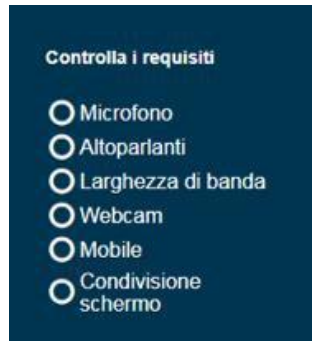 Controlla i requisiti
Microfono
Altoparlanti
Larghezza di banda
Webcam
Mobile
Condivisione
schermo